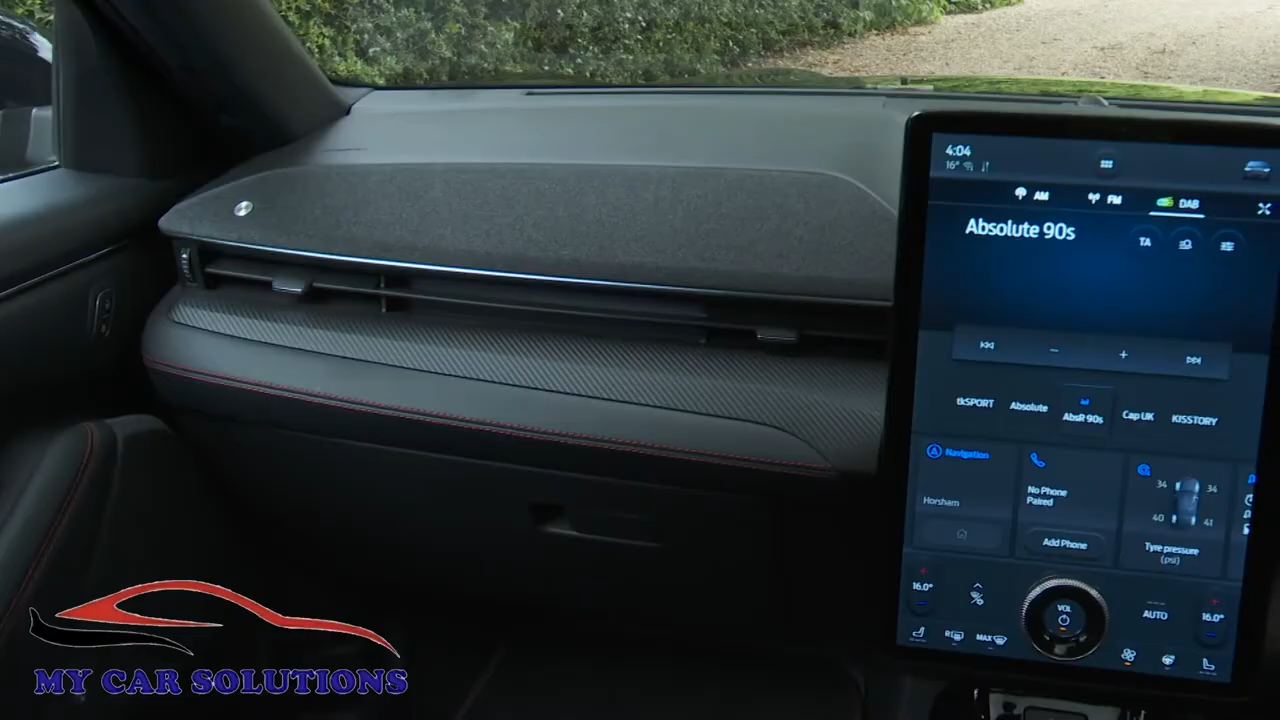 4:04
16°
AM
FM
DAB
Absolute 90s
TA
tkSPORT
Absolute
AbsR 90s
Cap UK
KISSTORY
Navigation
Horsham
No Phone
Paired
Add Phone
34
34
40
41
Tyre pressure
(psi)
16.0°
VOL
AUTO
16.0°
R
MAX
MY CAR SOLUTIONS